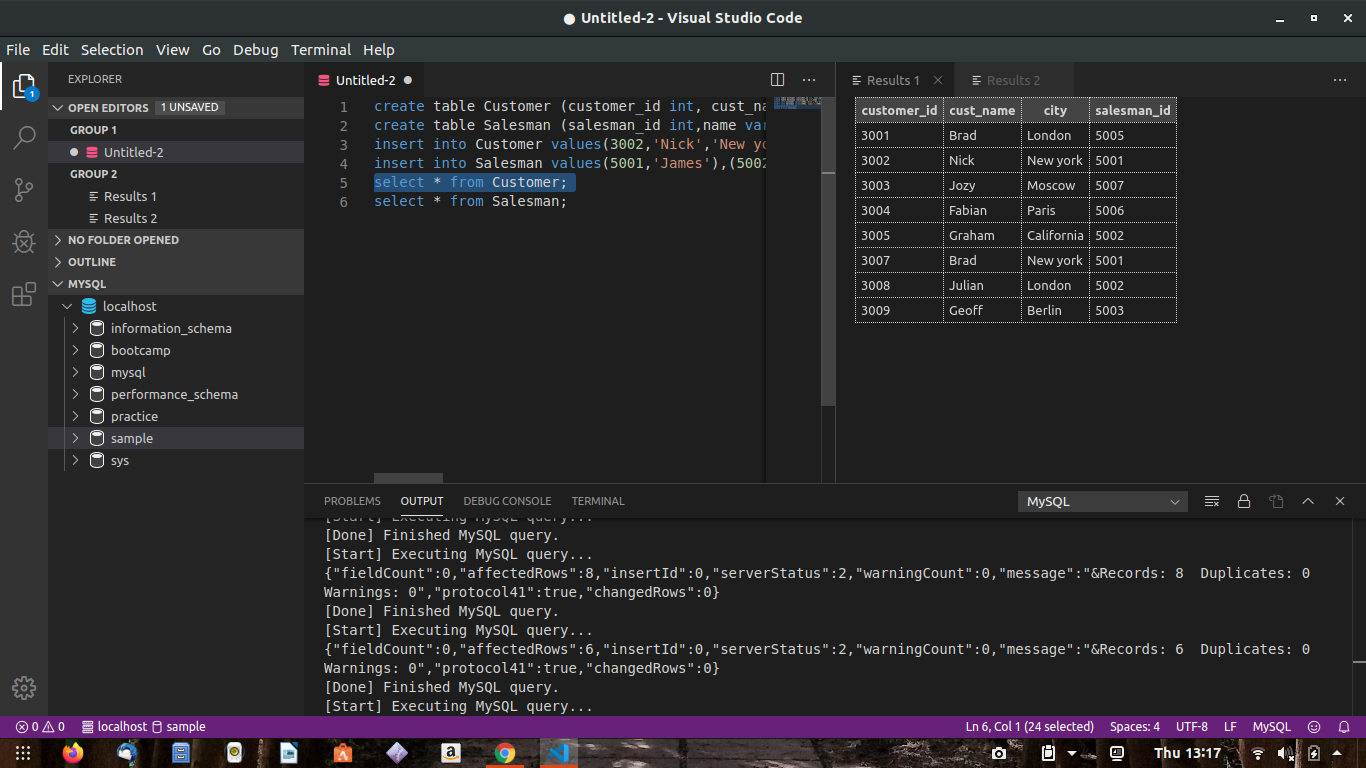 Untitled-2 - Visual Studio Code
File Edit Selection View Go Debug Terminal Help
EXPLORER
OPEN EDITORS 1 UNSAVED
GROUP 1
Untitled-2
GROUP 2
Results 1
Results 2
NO FOLDER OPENED
OUTLINE
MYSQL
localhost
information_schema
bootcamp
mysql
performance_schema
practice
sample
sys
1
Untitled-2
1 create table Customer (customer_id int, cust_na
2 create table Salesman (salesman_id int,name var
3 insert into Customer values(3002,'Nick','New yo
4 insert into Salesman values(5001,'James'),(5002
5 select * from Customer;
6 select * from Salesman;
Results 1 Results 2
customer_id cust_name city salesman_id
3001 Brad London 5005
3002 Nick New york 5001
3003 Jozy Moscow 5007
3004 Fabian Paris 5006
3005 Graham California 5002
3007 Brad New york 5001
3008 Julian London 5002
3009 Geoff Berlin 5003
PROBLEMS OUTPUT DEBUG CONSOLE TERMINAL MySQL
[Start] Executing MySQL query...
[Done] Finished MySQL query.
[Start] Executing MySQL query...
{"fieldCount":0,"affectedRows":8,"insertId":0,"serverStatus":2,"warningCount":0,"message":"&Records: 8  Duplicates: 0
Warnings: 0","protocol41":true,"changedRows":0}
[Done] Finished MySQL query.
[Start] Executing MySQL query...
{"fieldCount":0,"affectedRows":6,"insertId":0,"serverStatus":2,"warningCount":0,"message":"&Records: 6  Duplicates: 0
Warnings: 0","protocol41":true,"changedRows":0}
[Done] Finished MySQL query.
[Start] Executing MySQL query...
0 0 localhost sample Ln 6, Col 1 (24 selected) Spaces: 4 UTF-8 LF MySQL
Thu 13:17